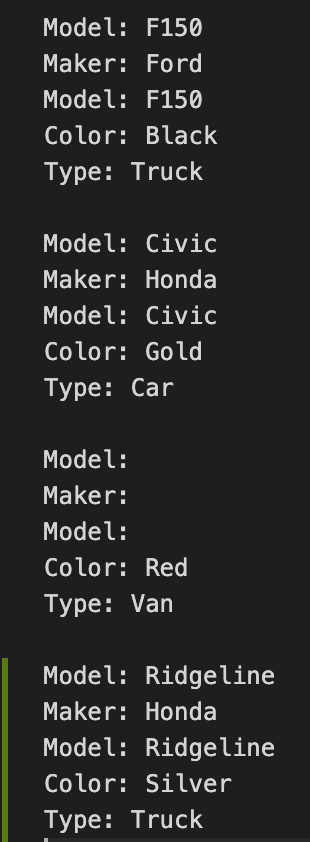 Model: F150
Maker: Ford
Model: F150
Color: Black
Type: Truck

Model: Civic
Maker: Honda
Model: Civic
Color: Gold
Type: Car

Model:
Maker:
Model:
Color: Red
Type: Van

Model: Ridgeline
Maker: Honda
Model: Ridgeline
Color: Silver
Type: Truck